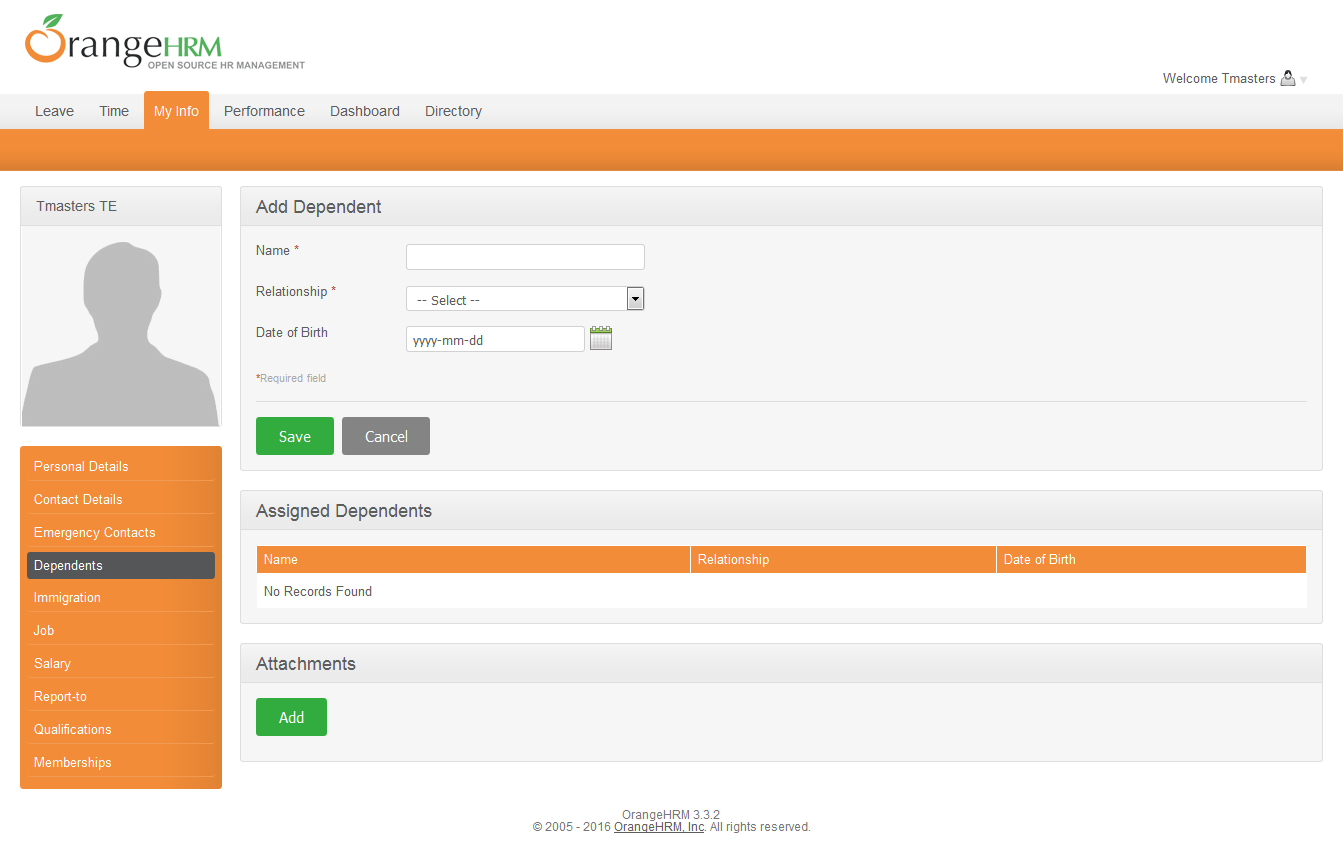 OrangeHRM
OPEN SOURCE HR MANAGEMENT
Welcome Tmasters
Leave Time My Info Performance Dashboard Directory
Tmasters TE
Personal Details
Contact Details
Emergency Contacts
Dependents
Immigration
Job
Salary
Report-to
Qualifications
Memberships
Add Dependent
Name *
Relationship * -- Select --
Date of Birth yyyy-mm-dd
*Required field
Save Cancel
Assigned Dependents
Name Relationship Date of Birth
No Records Found
Attachments
Add
OrangeHRM 3.3.2
© 2005 - 2016 OrangeHRM, Inc. All rights reserved.